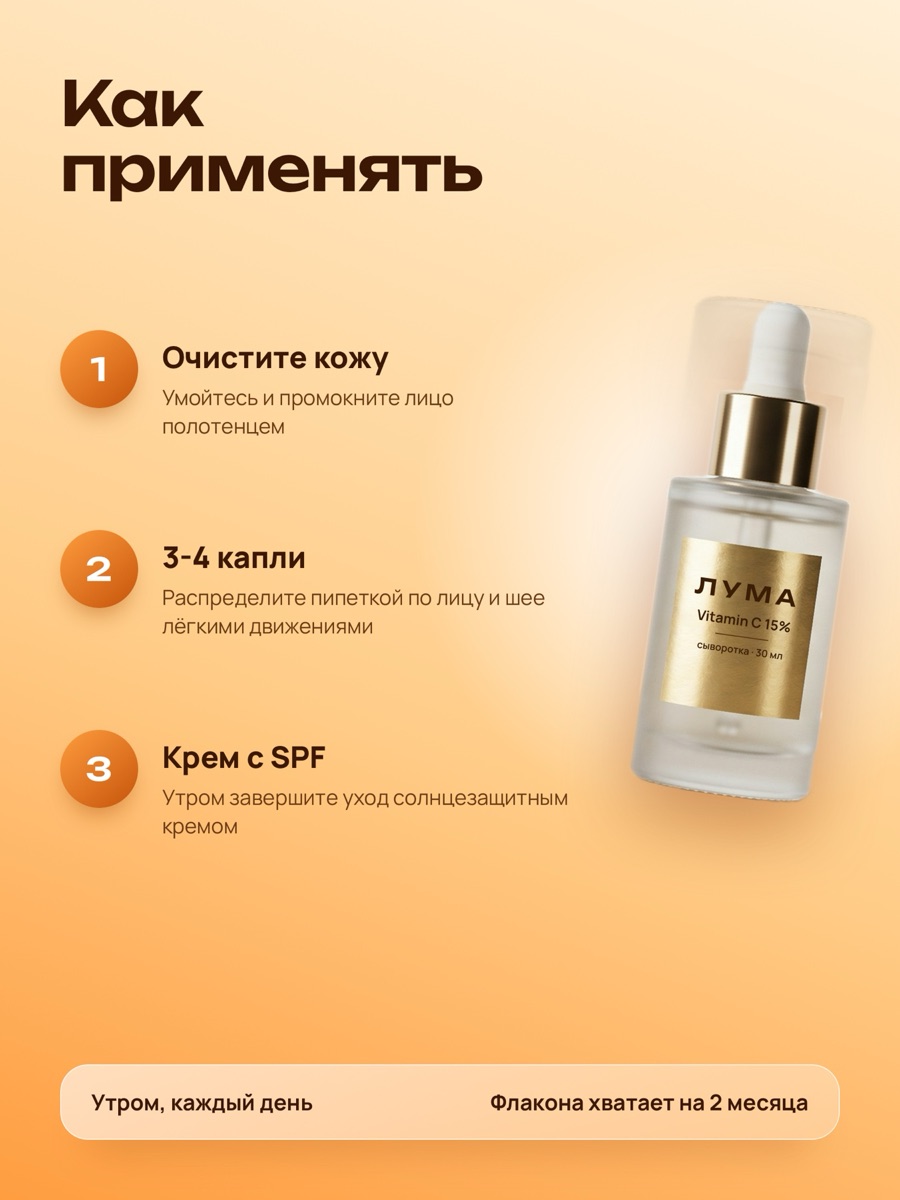 Как
применять
1
Очистите кожу
Умойтесь и промокните лицо
полотенцем
2
3-4 капли
Распределите пипеткой по лицу и шее
лёгкими движениями
3
Крем с SPF
Утром завершите уход солнцезащитным
кремом
ЛУМА
Vitamin C 15%
сыворотка · 30 мл
Утром, каждый день
Флакона хватает на 2 месяца